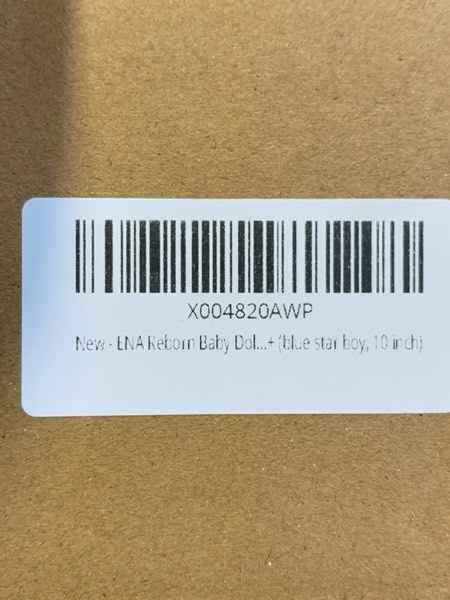 X004820AWP
New - ENA Reborn Baby Dol...+ (blue star boy, 10 inch)